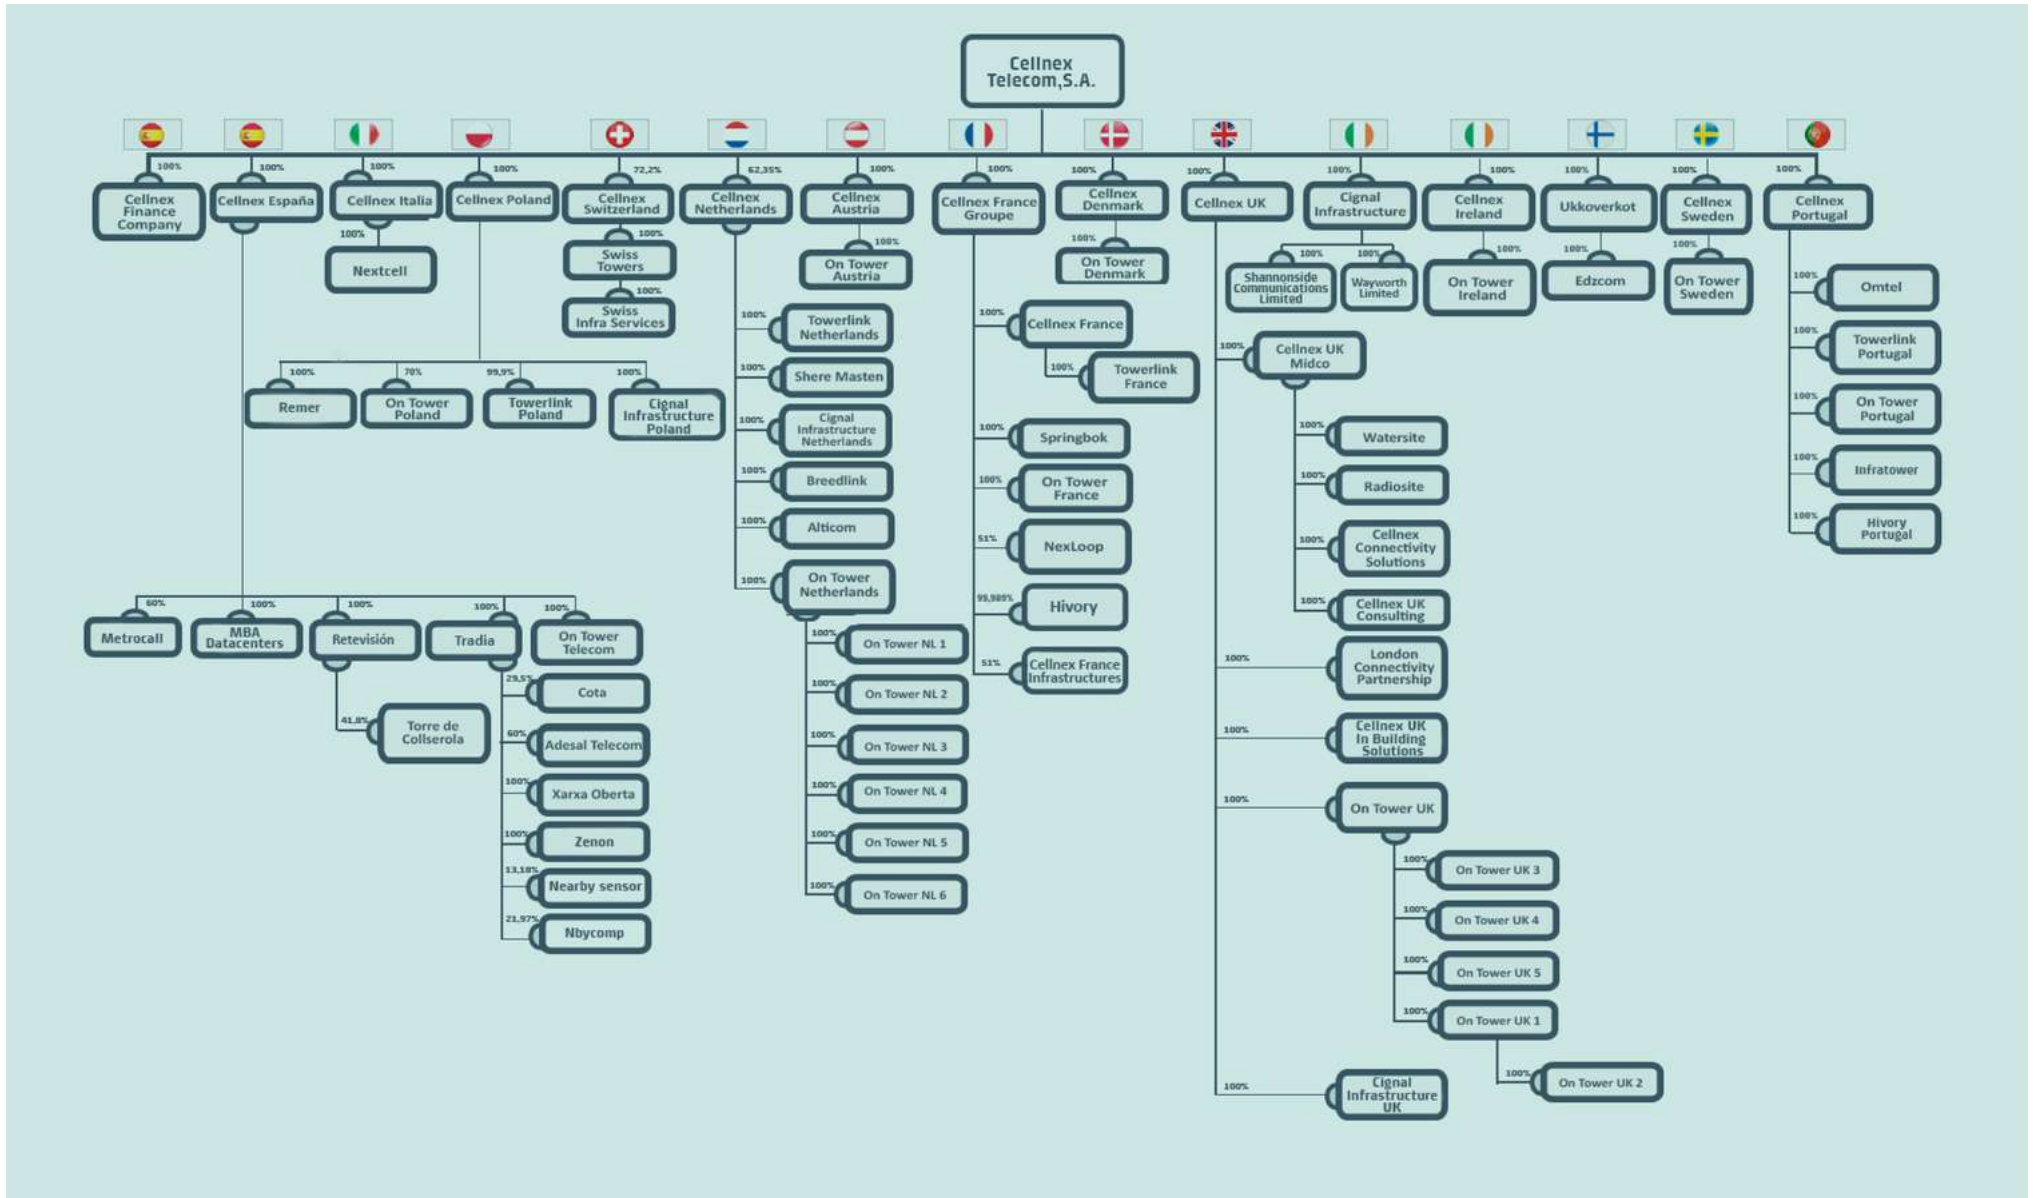 Cellnex
Telecom,S.A.
100%
100%
100%
100%
72,2%
62,35%
100%
100%
100%
100%
100%
100%
100%
100%
100%
Cellnex
Finance
Company
Cellnex España
Cellnex Italia
Cellnex Poland
Cellnex
Switzerland
Cellnex
Netherlands
Cellnex
Austria
Cellnex France
Groupe
Cellnex
Denmark
Cellnex UK
Cignal
Infrastructure
Cellnex
Ireland
Ukkoverkot
Cellnex
Sweden
Cellnex
Portugal
100%
Nextcell
100%
Swiss
Towers
100%
Swiss
Infra Services
100%
On Tower
Austria
100%
On Tower
Denmark
100%
Shannonside
Communications
Limited
100%
Wayworth
Limited
100%
On Tower
Ireland
100%
Edzcom
100%
On Tower
Sweden
100%
Omtel
100%
Towerlink
Portugal
100%
On Tower
Portugal
100%
Infratower
100%
Hivory
Portugal
100%
Remer
70%
On Tower
Poland
99,9%
Towerlink
Poland
100%
Cignal
Infrastructure
Poland
100%
Towerlink
Netherlands
100%
Shere Masten
100%
Cignal
Infrastructure
Netherlands
100%
Breedlink
100%
Alticom
100%
On Tower
Netherlands
100%
On Tower NL 1
100%
On Tower NL 2
100%
On Tower NL 3
100%
On Tower NL 4
100%
On Tower NL 5
100%
On Tower NL 6
100%
Cellnex France
100%
Towerlink
France
100%
Springbok
100%
On Tower
France
51%
NexLoop
99,989%
Hivory
51%
Cellnex France
Infrastructures
100%
Cellnex UK
Midco
100%
Watersite
100%
Radiosite
100%
Cellnex
Connectivity
Solutions
100%
Cellnex UK
Consulting
100%
London
Connectivity
Partnership
100%
Cellnex UK
In Building
Solutions
100%
On Tower UK
100%
On Tower UK 3
100%
On Tower UK 4
100%
On Tower UK 5
100%
On Tower UK 1
100%
On Tower UK 2
100%
Cignal
Infrastructure
UK
60%
Metrocall
100%
MBA
Datacenters
100%
Retevisión
100%
Tradia
100%
On Tower
Telecom
41,8%
Torre de
Collserola
29,5%
Cota
60%
Adesal Telecom
100%
Xarxa Oberta
100%
Zenon
13,18%
Nearby sensor
21,97%
Nbycomp